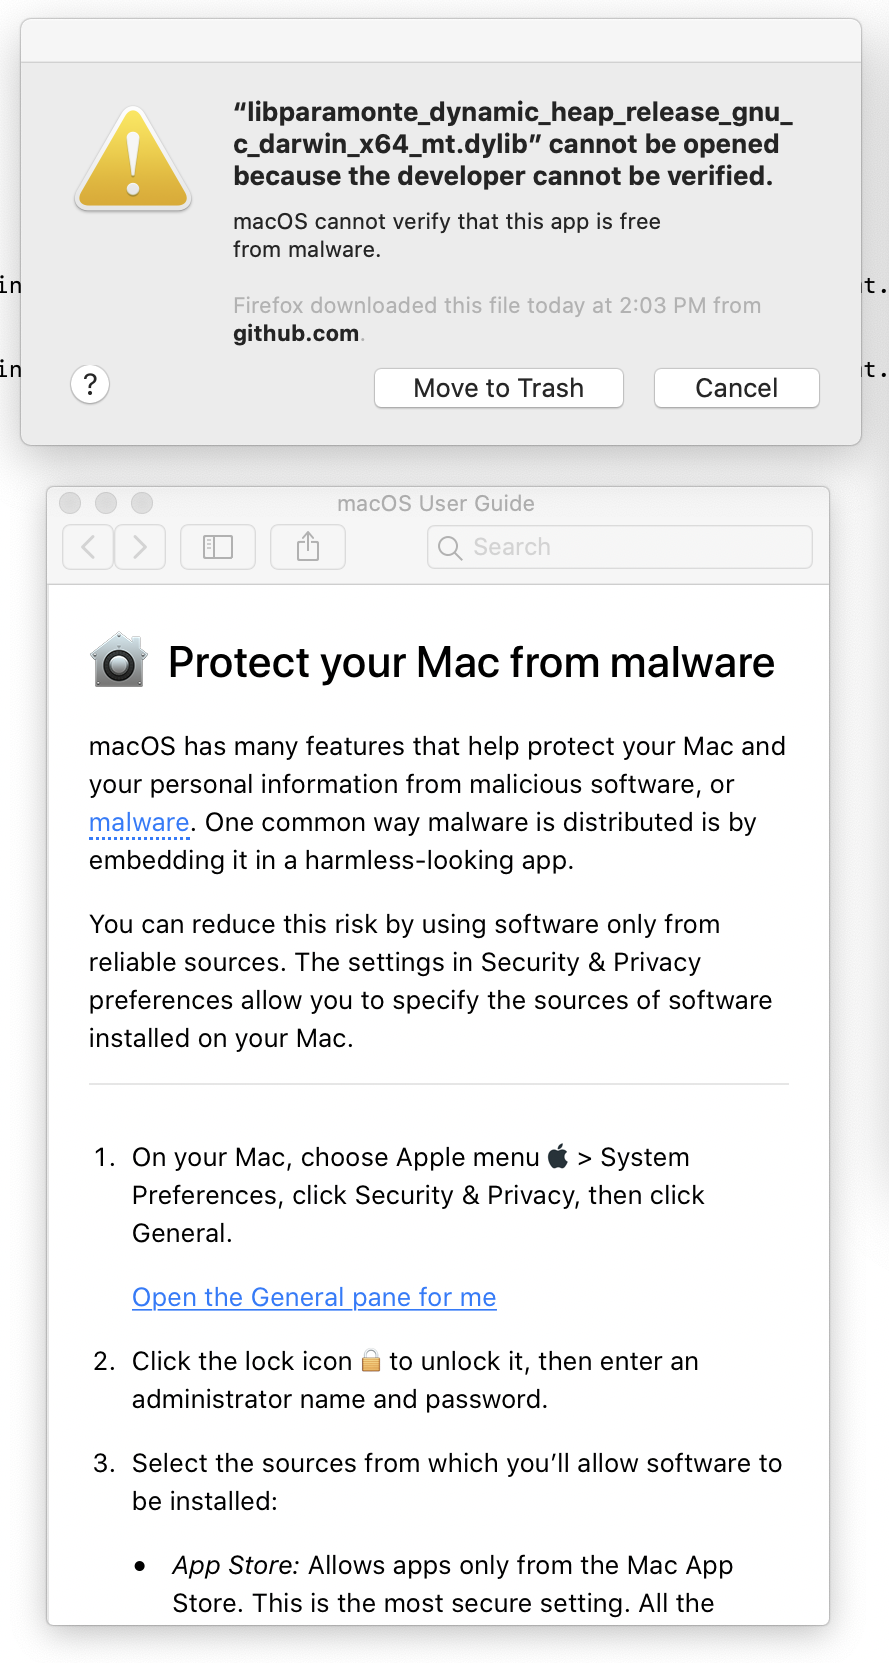 “libparamonte_dynamic_heap_release_gnu_
c_darwin_x64_mt.dylib” cannot be opened
because the developer cannot be verified.
macOS cannot verify that this app is free
from malware.
in
t.
Firefox downloaded this file today at 2:03 PM from
github.com.
in
t.
?
Move to Trash
Cancel
macOS User Guide
Search
Protect your Mac from malware
macOS has many features that help protect your Mac and
your personal information from malicious software, or
malware. One common way malware is distributed is by
embedding it in a harmless-looking app.
You can reduce this risk by using software only from
reliable sources. The settings in Security & Privacy
preferences allow you to specify the sources of software
installed on your Mac.
1. On your Mac, choose Apple menu > System
Preferences, click Security & Privacy, then click
General.
Open the General pane for me
2. Click the lock icon to unlock it, then enter an
administrator name and password.
3. Select the sources from which you’ll allow software to
be installed:
• App Store: Allows apps only from the Mac App
Store. This is the most secure setting. All the